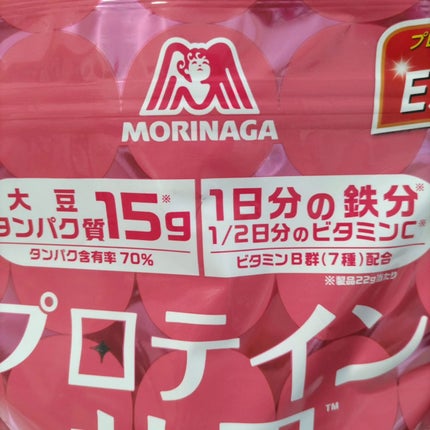 MORINAGA
大豆
タンパク質15g※
タンパク含有率70%
1日分の鉄分※
1/2日分のビタミンC※
ビタミンB群(7種)配合
※製品22g当たり
プロテイン